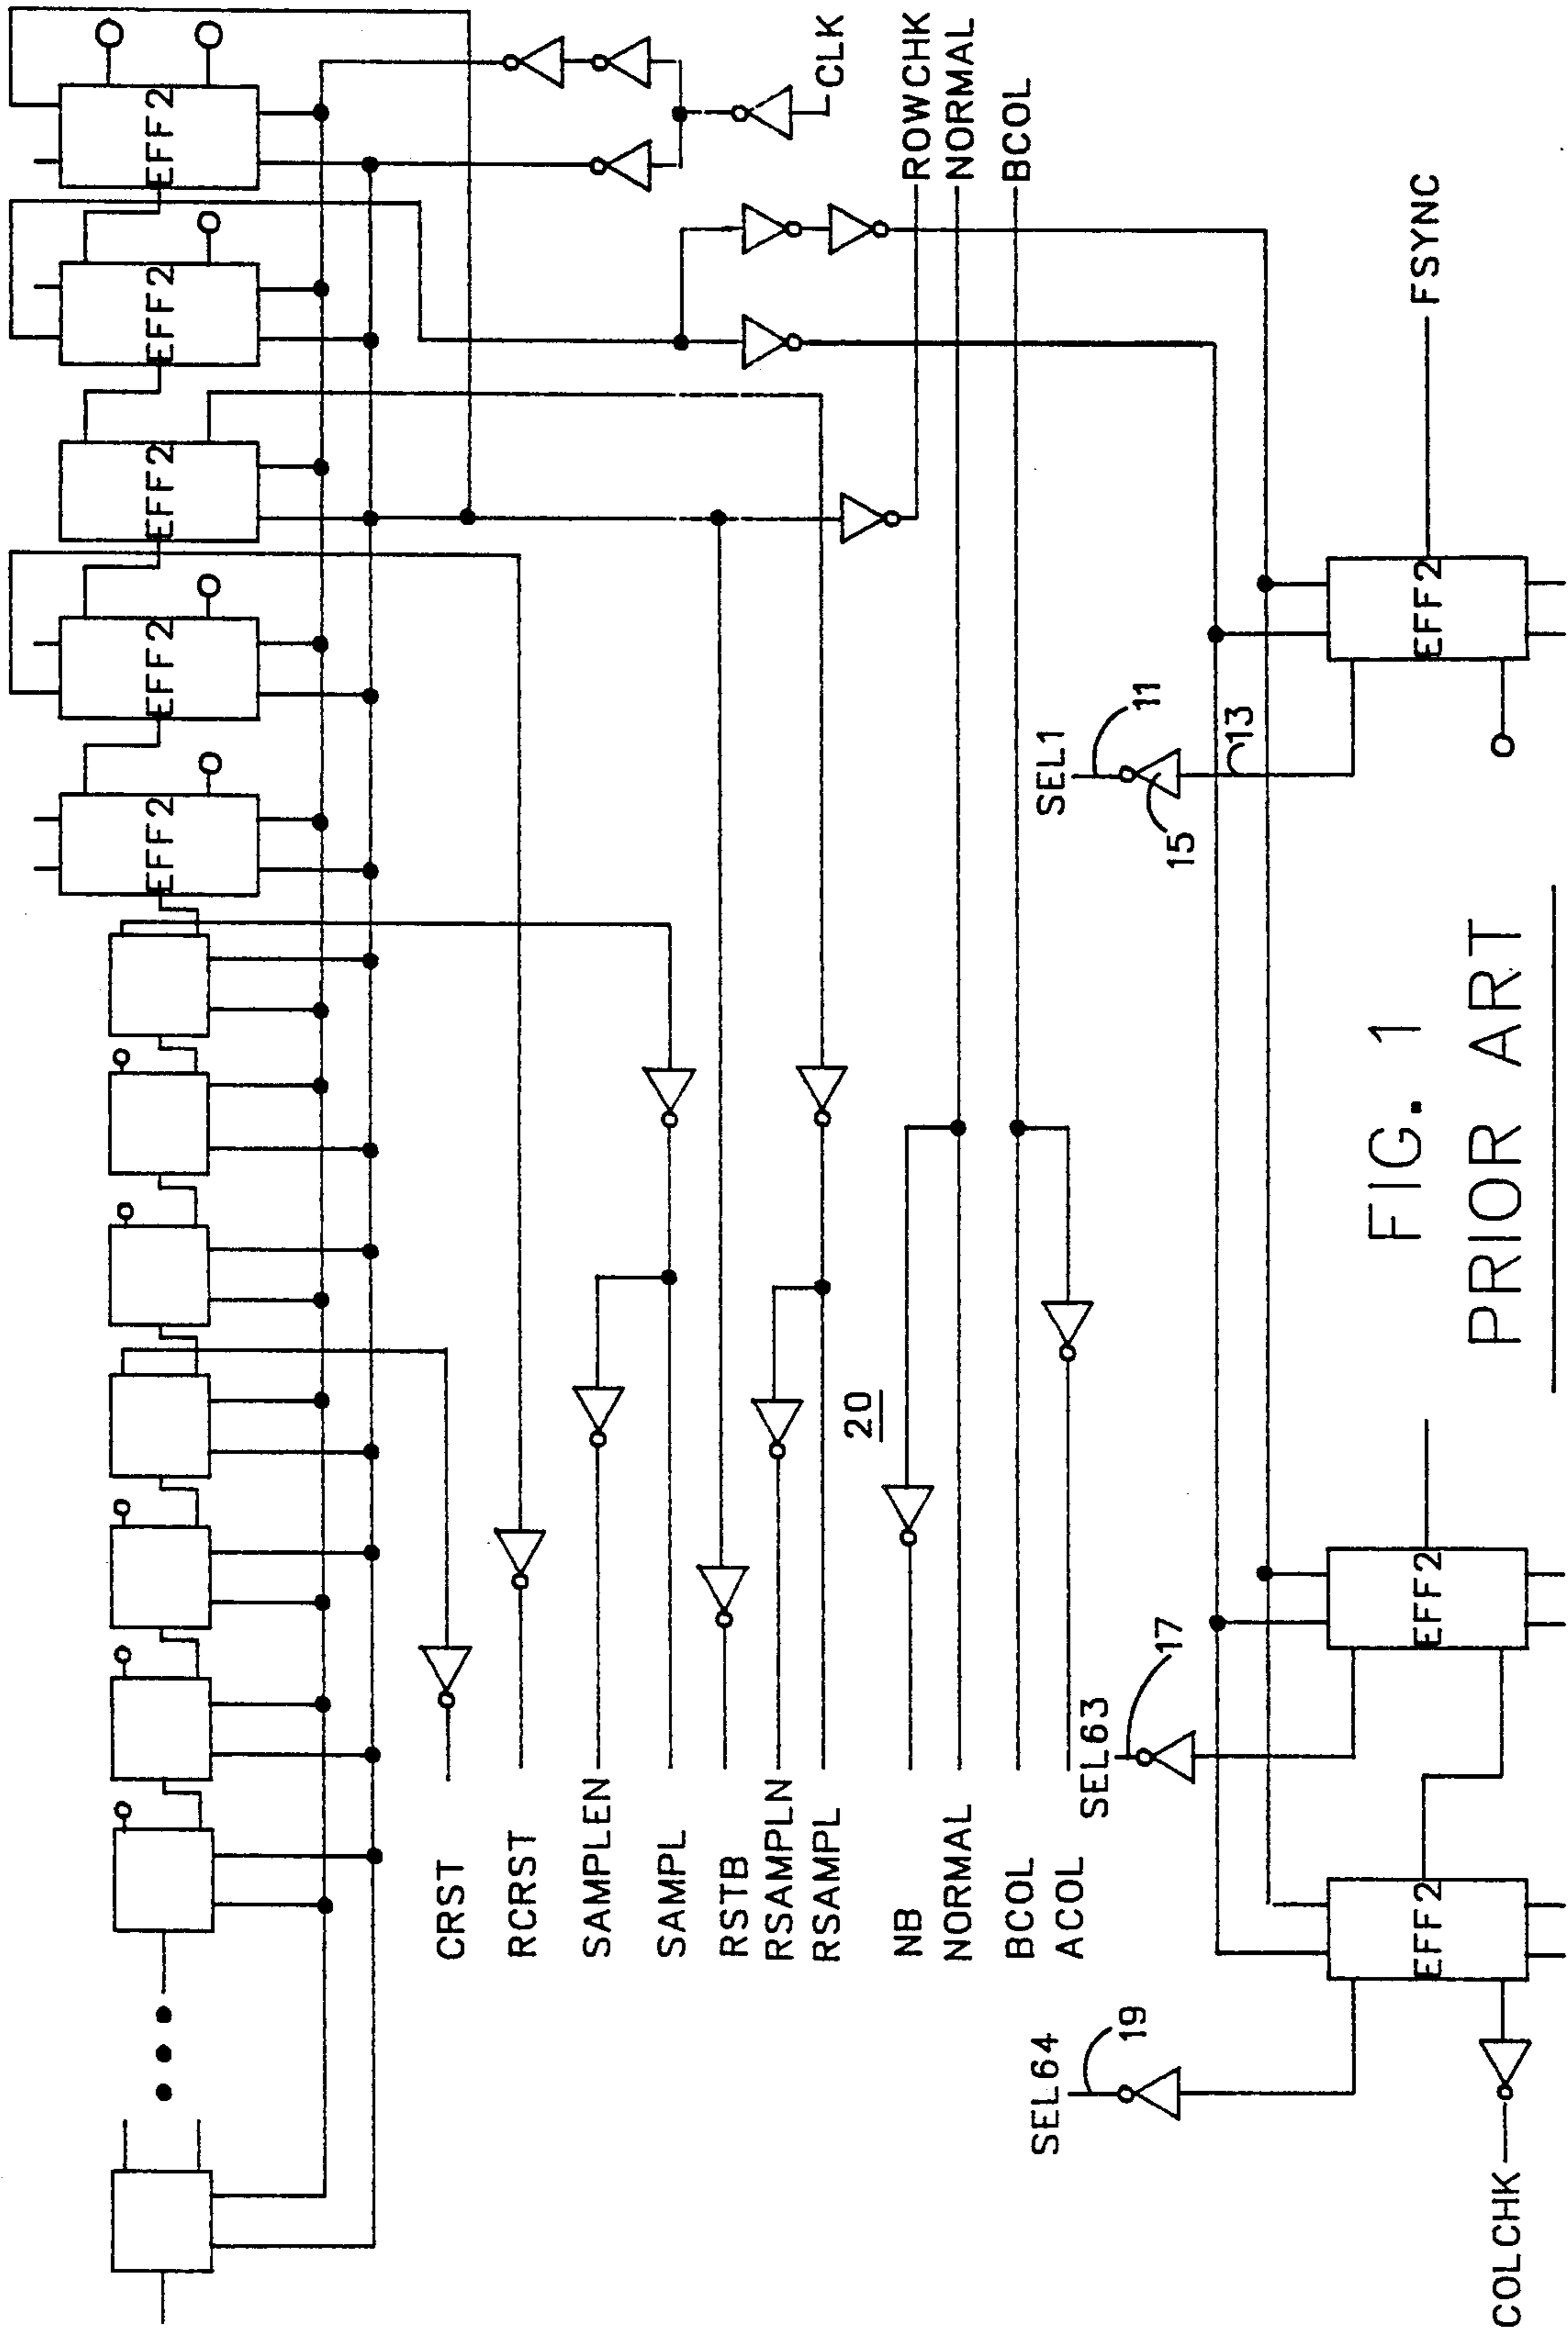 EFF2
EFF2
EFF2
EFF2
EFF2
CRST
RCRST
SAMPLEN
SAMPL
RSTB
RSAMPLN
RSAMPL
CLK
20
NB
ROWCHK
NORMAL
NORMAL
BCOL
BCOL
ACOL
SEL64
SEL63
SEL1
19
17
11
15
13
FIG. 1
PRIOR ART
EFF2
EFF2
EFF2
FSYNC
COLCHK